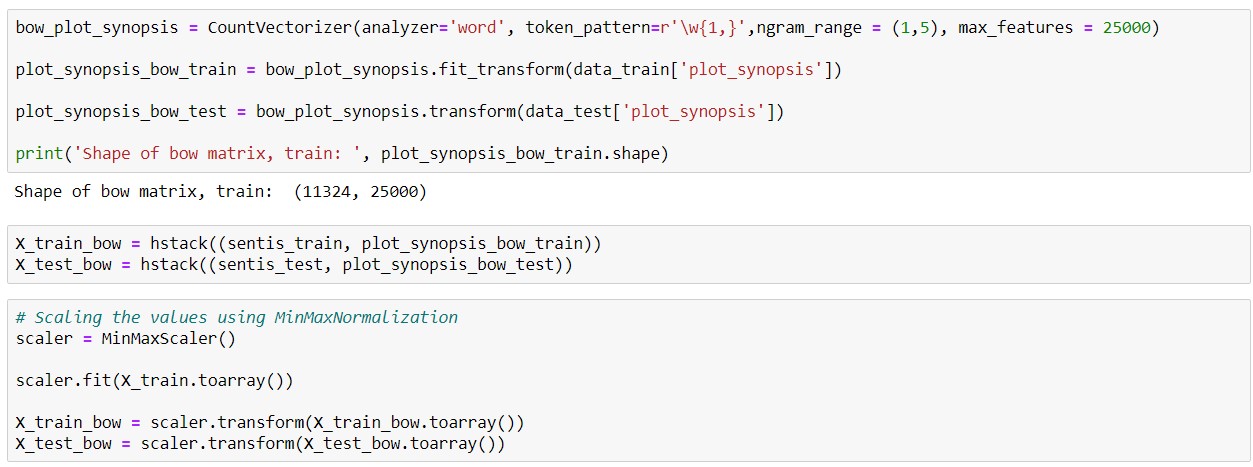 bow_plot_synopsis = CountVectorizer(analyzer='word', token_pattern=r'\w{1,}',ngram_range = (1,5), max_features = 25000)
plot_synopsis_bow_train = bow_plot_synopsis.fit_transform(data_train['plot_synopsis'])
plot_synopsis_bow_test = bow_plot_synopsis.transform(data_test['plot_synopsis'])
print('Shape of bow matrix, train: ', plot_synopsis_bow_train.shape)
Shape of bow matrix, train:  (11324, 25000)
X_train_bow = hstack((sentis_train, plot_synopsis_bow_train))
X_test_bow = hstack((sentis_test, plot_synopsis_bow_test))
# Scaling the values using MinMaxNormalization
scaler = MinMaxScaler()
scaler.fit(X_train.toarray())
X_train_bow = scaler.transform(X_train_bow.toarray())
X_test_bow = scaler.transform(X_test_bow.toarray())